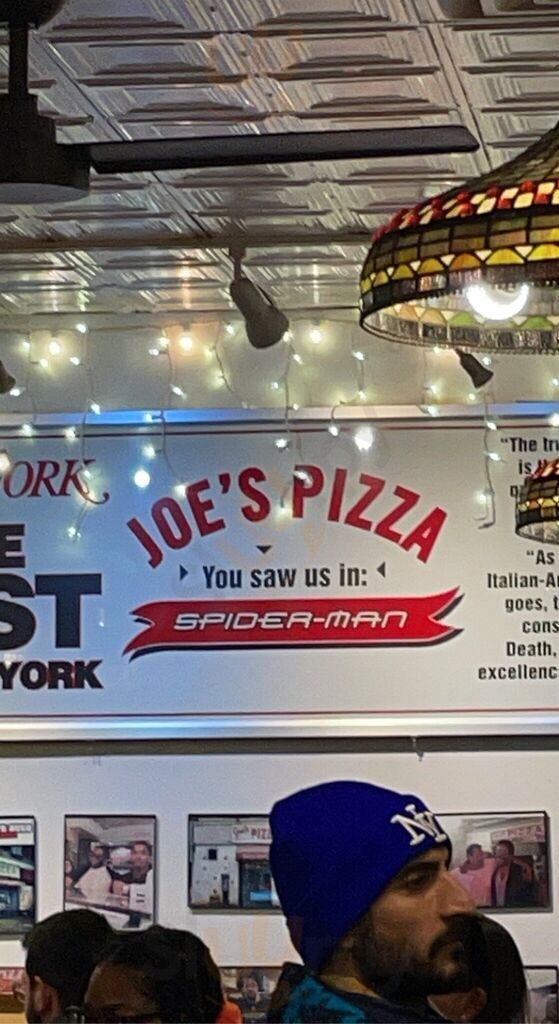 ORK
E
ST
YORK
JOE'S PIZZA
You saw us in:
SPIDER-MAN
"The
is
"As
Italian-A
goes, t
cons
Death,
excellenc
NY
PIZZA